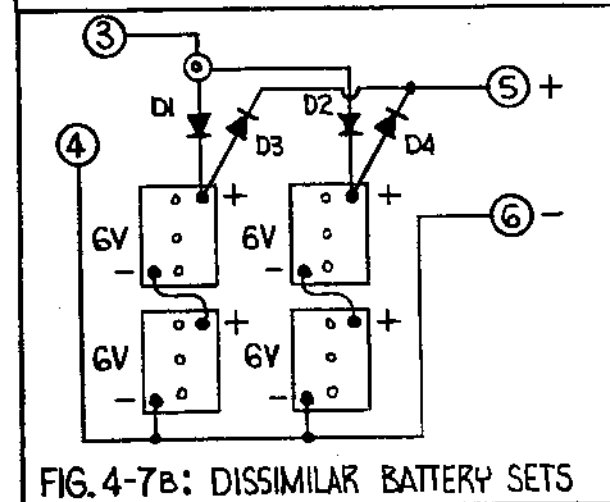 3
D1
D3
D2
D4
5 +
4
6 -
6V + -
6V + -
6V + -
6V + -
FIG. 4-7B: DISSIMILAR BATTERY SETS